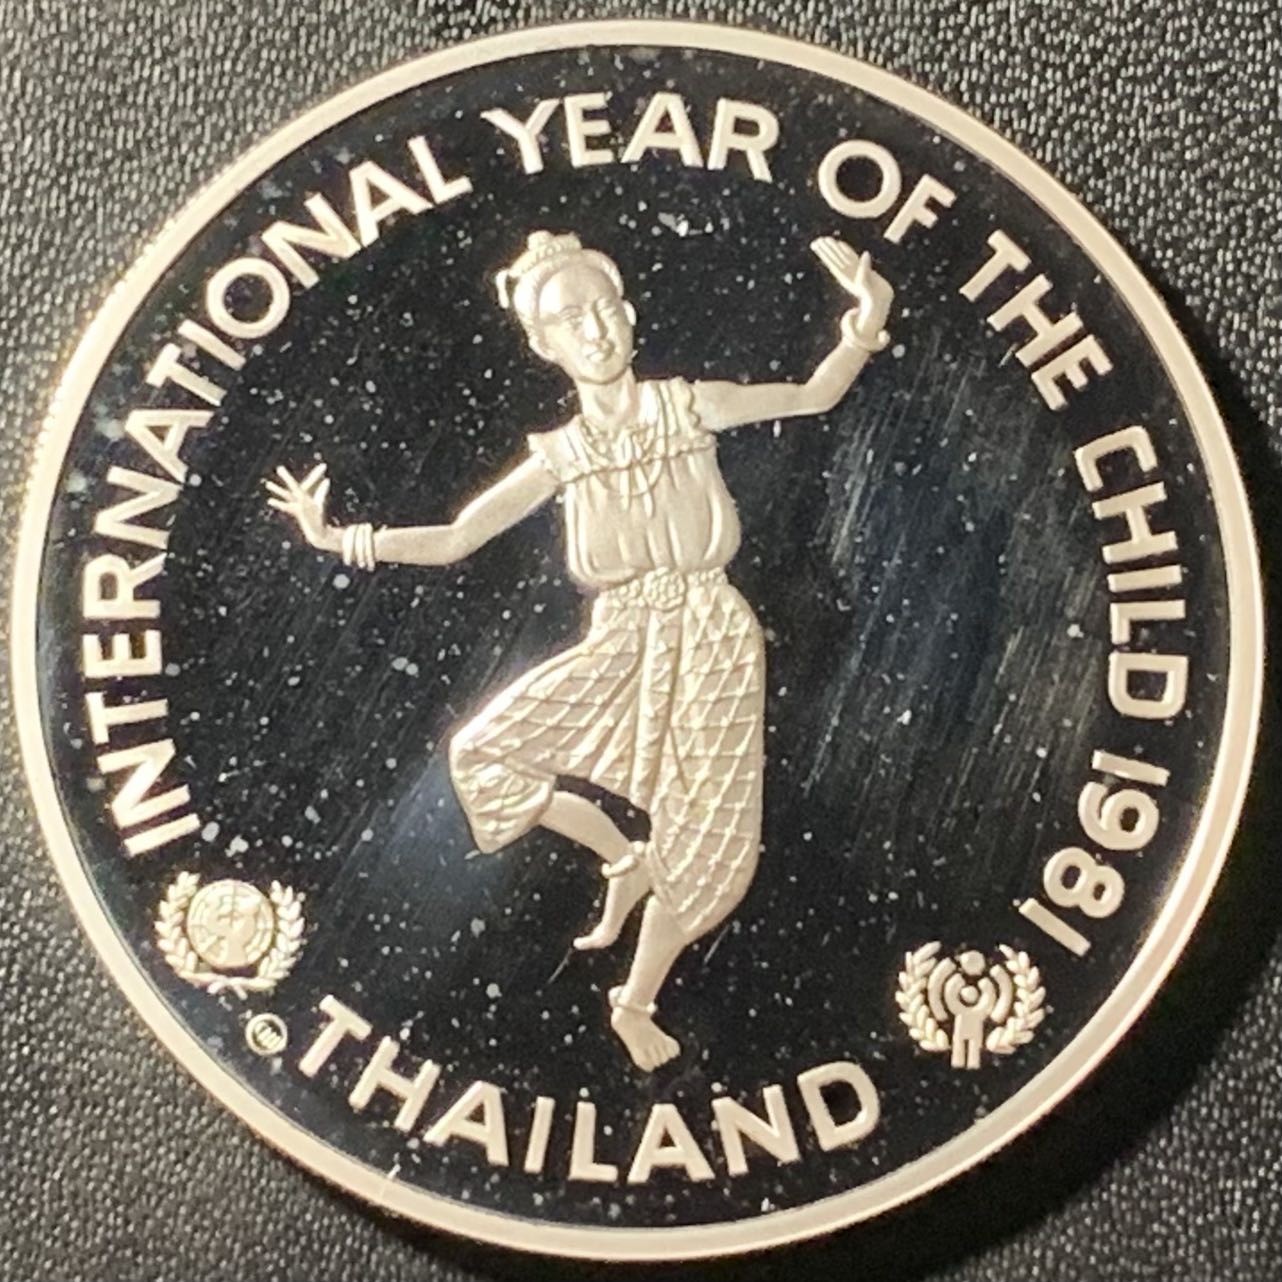 INTERNATIONAL YEAR OF THE CHILD 1981
THAILAND